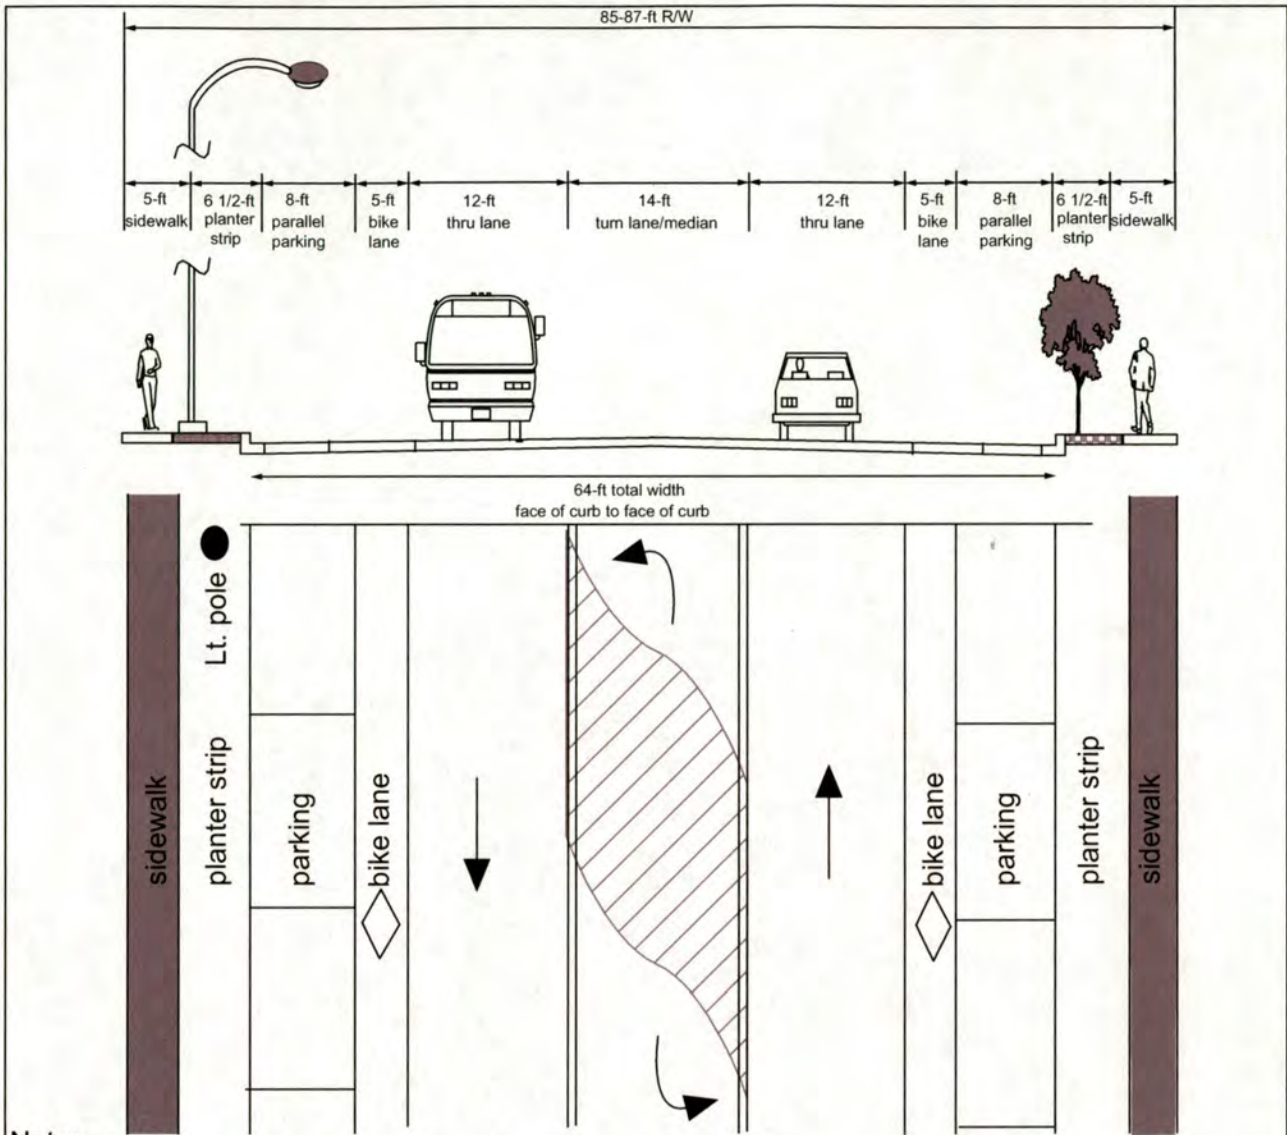 85-87-ft R/W
5-ft
sidewalk
6 1/2-ft
planter
strip
8-ft
parallel
parking
5-ft
bike
lane
12-ft
thru lane
14-ft
turn lane/median
12-ft
thru lane
5-ft
bike
lane
8-ft
parallel
parking
6 1/2-ft
planter
strip
5-ft
sidewalk
64-ft total width
face of curb to face of curb
sidewalk
planter strip
Lt. pole
parking
bike lane
bike lane
parking
planter strip
sidewalk